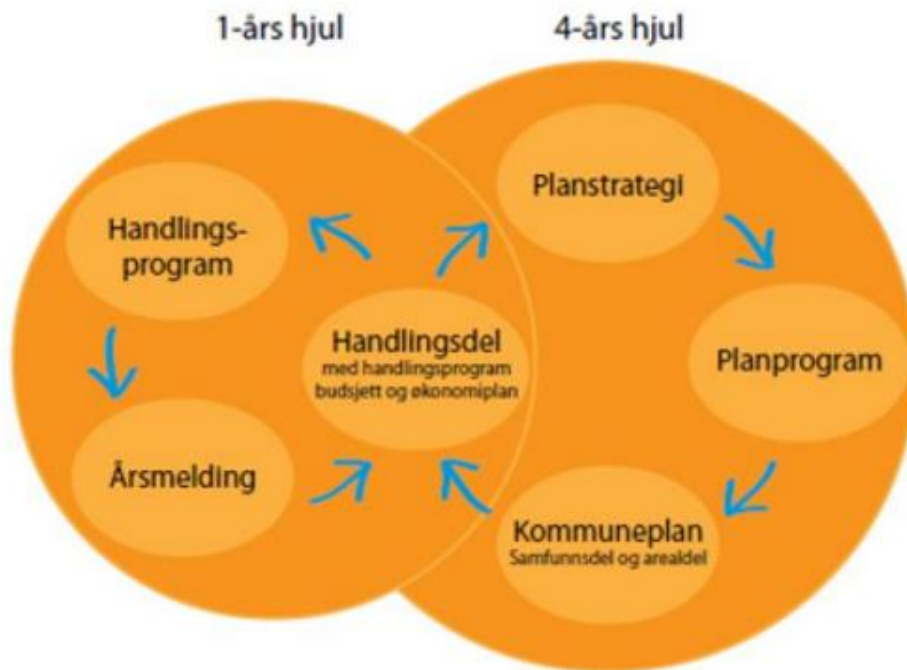 1-års hjul
4-års hjul
Handlings-
program
Årsmelding
Handlingsdel
med handlingsprogram
budsjett og økonomiplan
Planstrategi
Planprogram
Kommuneplan
Samfunnsdel og arealdel